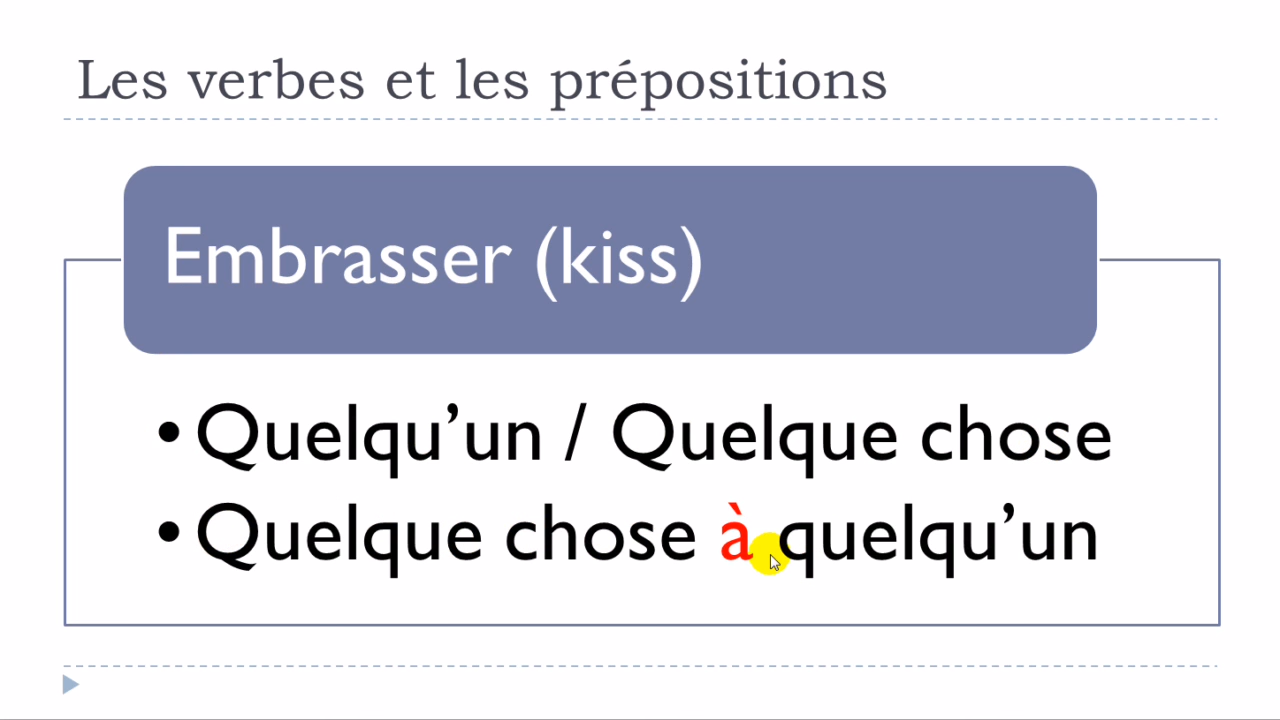 Les verbes et les prépositions
Embrasser (kiss)
• Quelqu’un / Quelque chose
• Quelque chose à quelqu’un